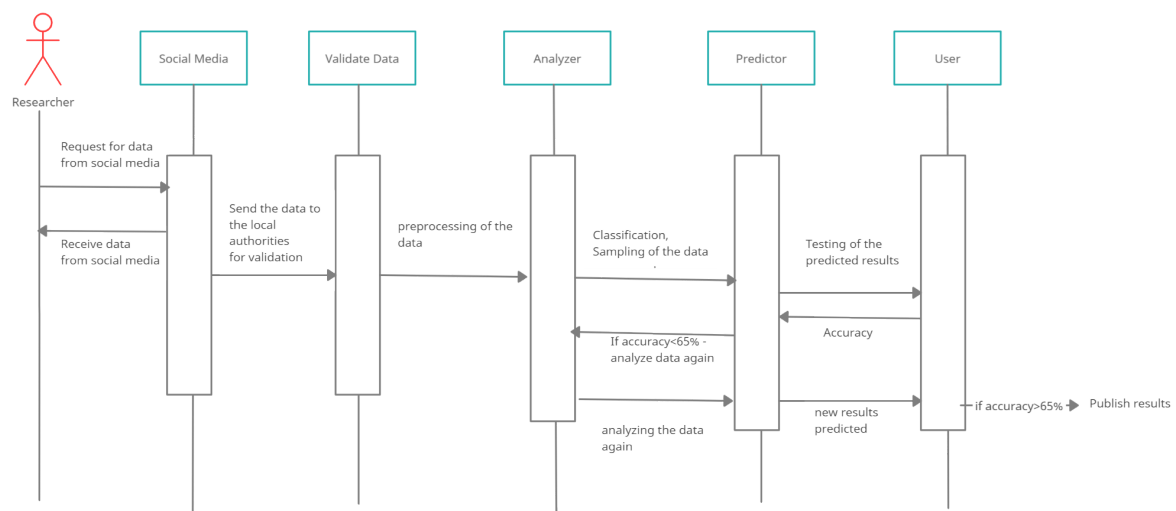 Social Media
Validate Data
Analyzer
Predictor
User
Researcher
Request for data
from social media
Receive data
from social media
Send the data to
the local
authorities
for validation
preprocessing of the
data
Classification,
Sampling of the data
.
Testing of the
predicted results
Accuracy
If accuracy<65% -
analyze data again
analyzing the data
again
new results
predicted
if accuracy>65%
Publish results